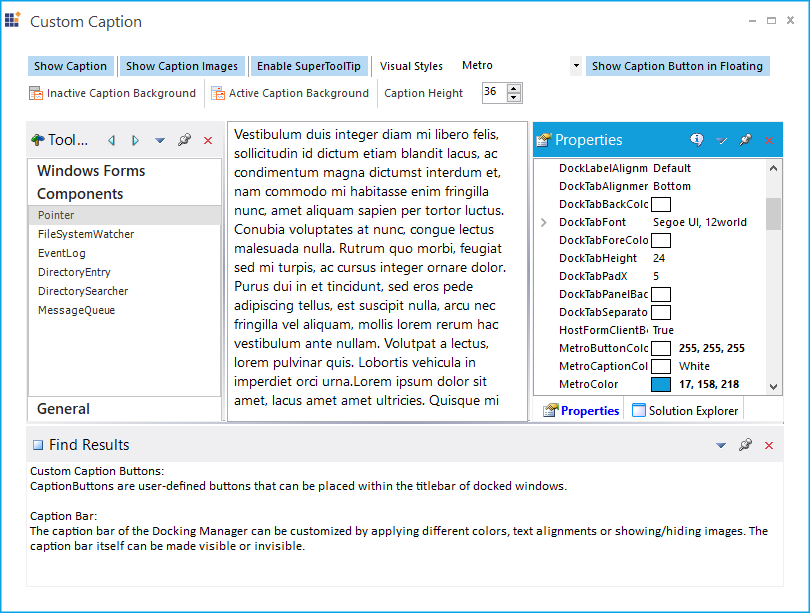 Custom Caption
Show Caption
Show Caption Images
Enable SuperToolTip
Visual Styles
Metro
Show Caption Button in Floating
Inactive Caption Background
Active Caption Background
Caption Height
36
Tool...
Windows Forms
Components
Pointer
FileSystemWatcher
EventLog
DirectoryEntry
DirectorySearcher
MessageQueue
General
Vestibulum duis integer diam mi libero felis,
sollicitudin id dictum etiam blandit lacus, ac
condimentum magna dictumst interdum et,
nam commodo mi habitasse enim fringilla
nunc, amet aliquam sapien per tortor luctus.
Conubia voluptates at nunc, congue lectus
malesuada nulla. Rutrum quo morbi, feugiat
sed mi turpis, ac cursus integer ornare dolor.
Purus dui in et tincidunt, sed eros pede
adipiscing tellus, est suscipit nulla, arcu nec
fringilla vel aliquam, mollis lorem rerum hac
vestibulum ante nullam. Volutpat a lectus,
lorem pulvinar quis. Lobortis vehicula in
imperdiet orci urna.Lorem ipsum dolor sit
amet, lacus amet amet ultricies. Quisque mi
Properties
DockLabelAlignm Default
DockTabAlignmer Bottom
DockTabBackColc
DockTabFont Segoe UI, 12world
DockTabForeColo
DockTabHeight 24
DockTabPadX 5
DockTabPanelBac
DockTabSeparato
HostFormClientBo True
MetroButtonColc 255, 255, 255
MetroCaptionCol White
MetroColor 17, 158, 218
Properties
Solution Explorer
Find Results
Custom Caption Buttons:
CaptionButtons are user-defined buttons that can be placed within the titlebar of docked windows.
Caption Bar:
The caption bar of the Docking Manager can be customized by applying different colors, text alignments or showing/hiding images. The
caption bar itself can be made visible or invisible.